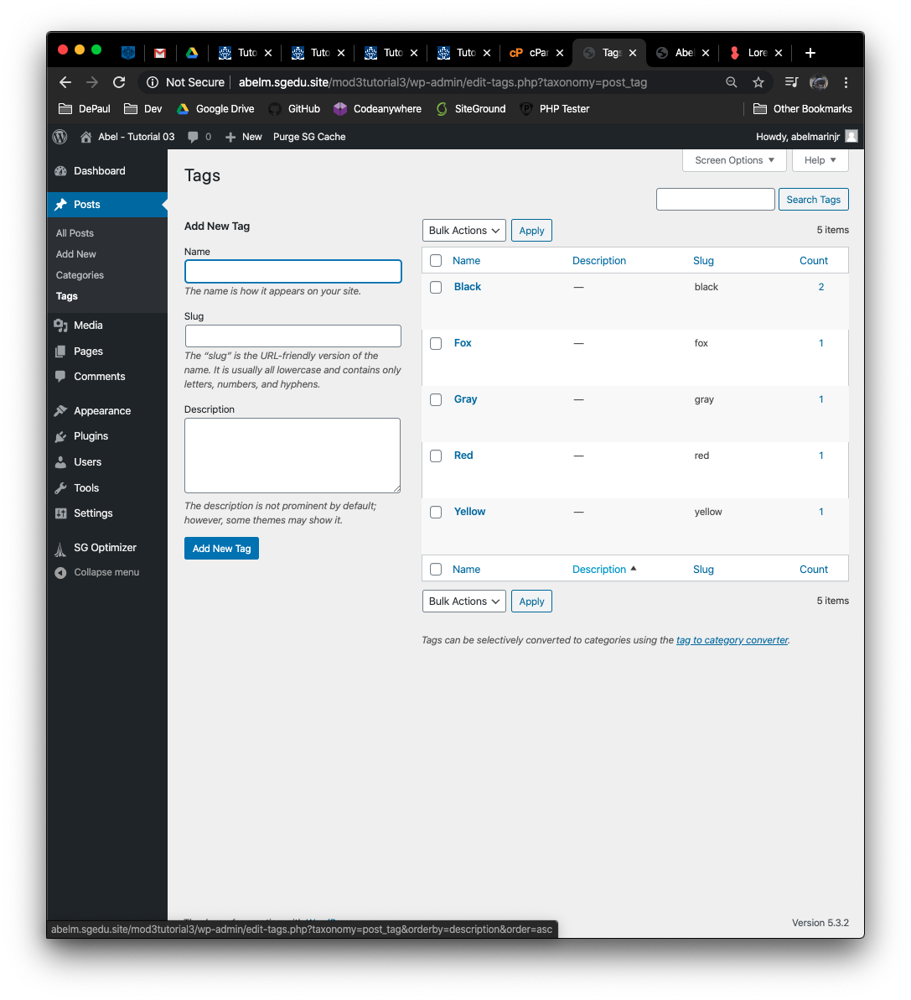 Tuto
Tuto
Tuto
Tuto
cP cPar
Tags
Abel
Lore
Not Secure abelm.sgedu.site/mod3tutorial3/wp-admin/edit-tags.php?taxonomy=post_tag
DePaul Dev Google Drive GitHub Codeanywhere SiteGround PHP Tester Other Bookmarks
Abel - Tutorial 03 0 New Purge SG Cache Howdy, abelmarinjr
Dashboard
Posts
All Posts
Add New
Categories
Tags
Media
Pages
Comments
Appearance
Plugins
Users
Tools
Settings
SG Optimizer
Collapse menu
Screen Options Help
Tags
Search Tags
Add New Tag
Name
The name is how it appears on your site.
Slug
The “slug” is the URL-friendly version of the
name. It is usually all lowercase and contains only
letters, numbers, and hyphens.
Description
The description is not prominent by default;
however, some themes may show it.
Add New Tag
Bulk Actions Apply 5 items
Name Description Slug Count
Black — black 2
Fox — fox 1
Gray — gray 1
Red — red 1
Yellow — yellow 1
Name Description Slug Count
Bulk Actions Apply 5 items
Tags can be selectively converted to categories using the tag to category converter.
Version 5.3.2
abelm.sgedu.site/mod3tutorial3/wp-admin/edit-tags.php?taxonomy=post_tag&orderby=description&order=asc